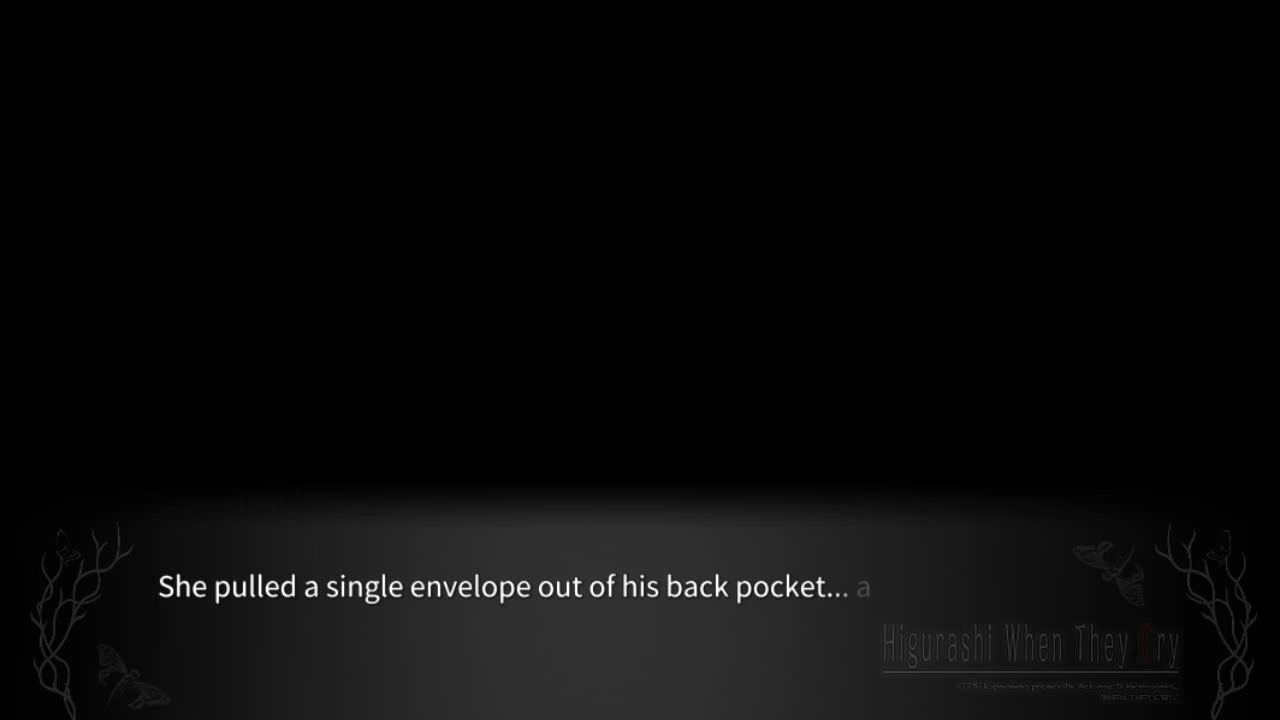 She pulled a single envelope out of his back pocket... a
Higurashi When They Cry